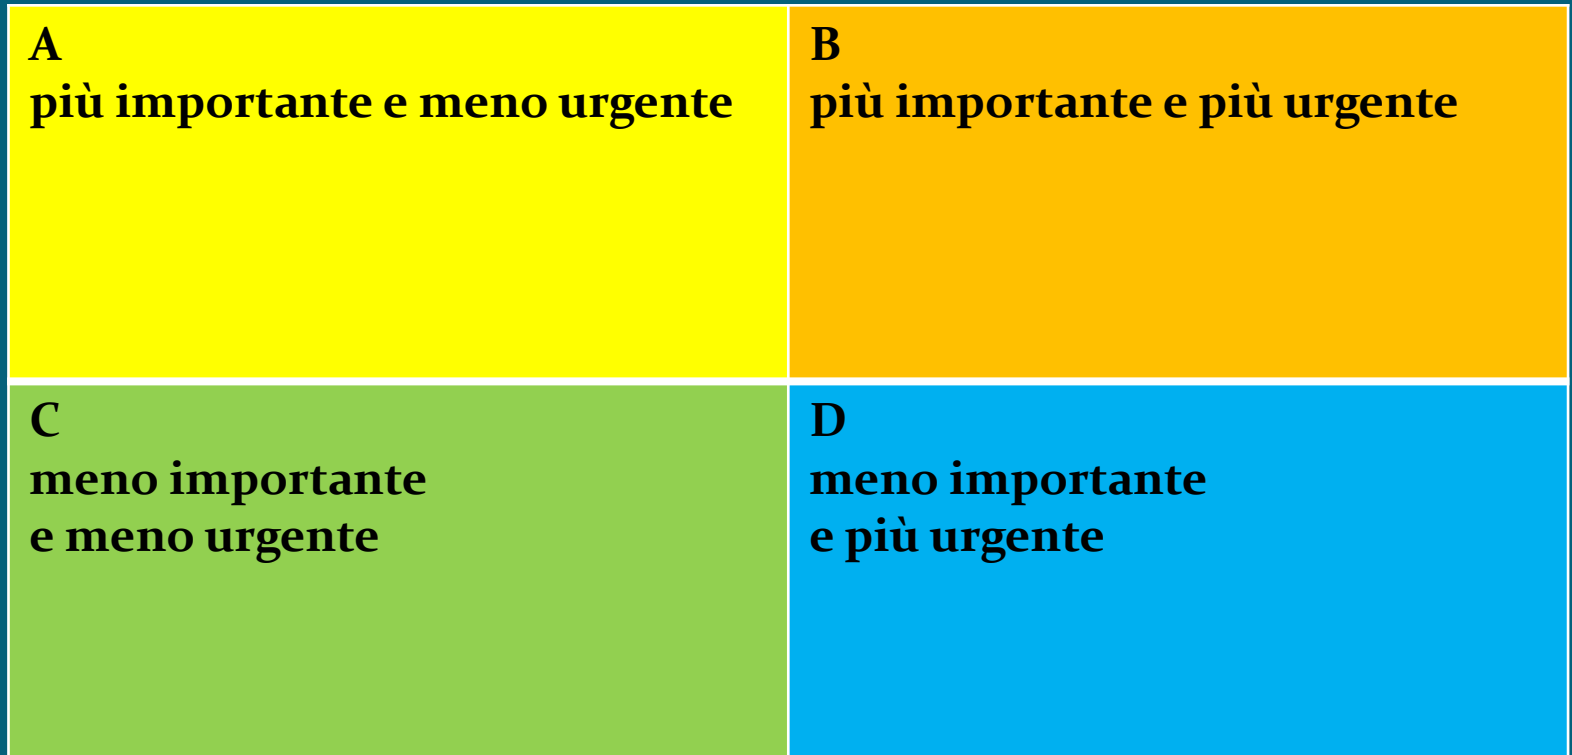 A
più importante e meno urgente
B
più importante e più urgente
C
meno importante
e meno urgente
D
meno importante
e più urgente